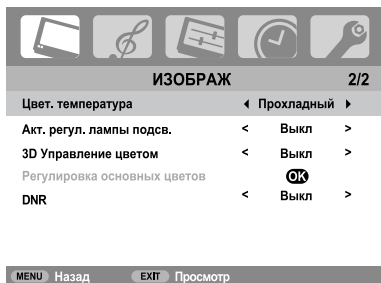 ИЗОБРАЖ 2/2
Цвет. температура Прохладный
Акт. регул. лампы подсв. < Выкл >
3D Управление цветом < Выкл >
Регулировка основных цветов OK
DNR < Выкл >
MENU Назад EXIT Просмотр